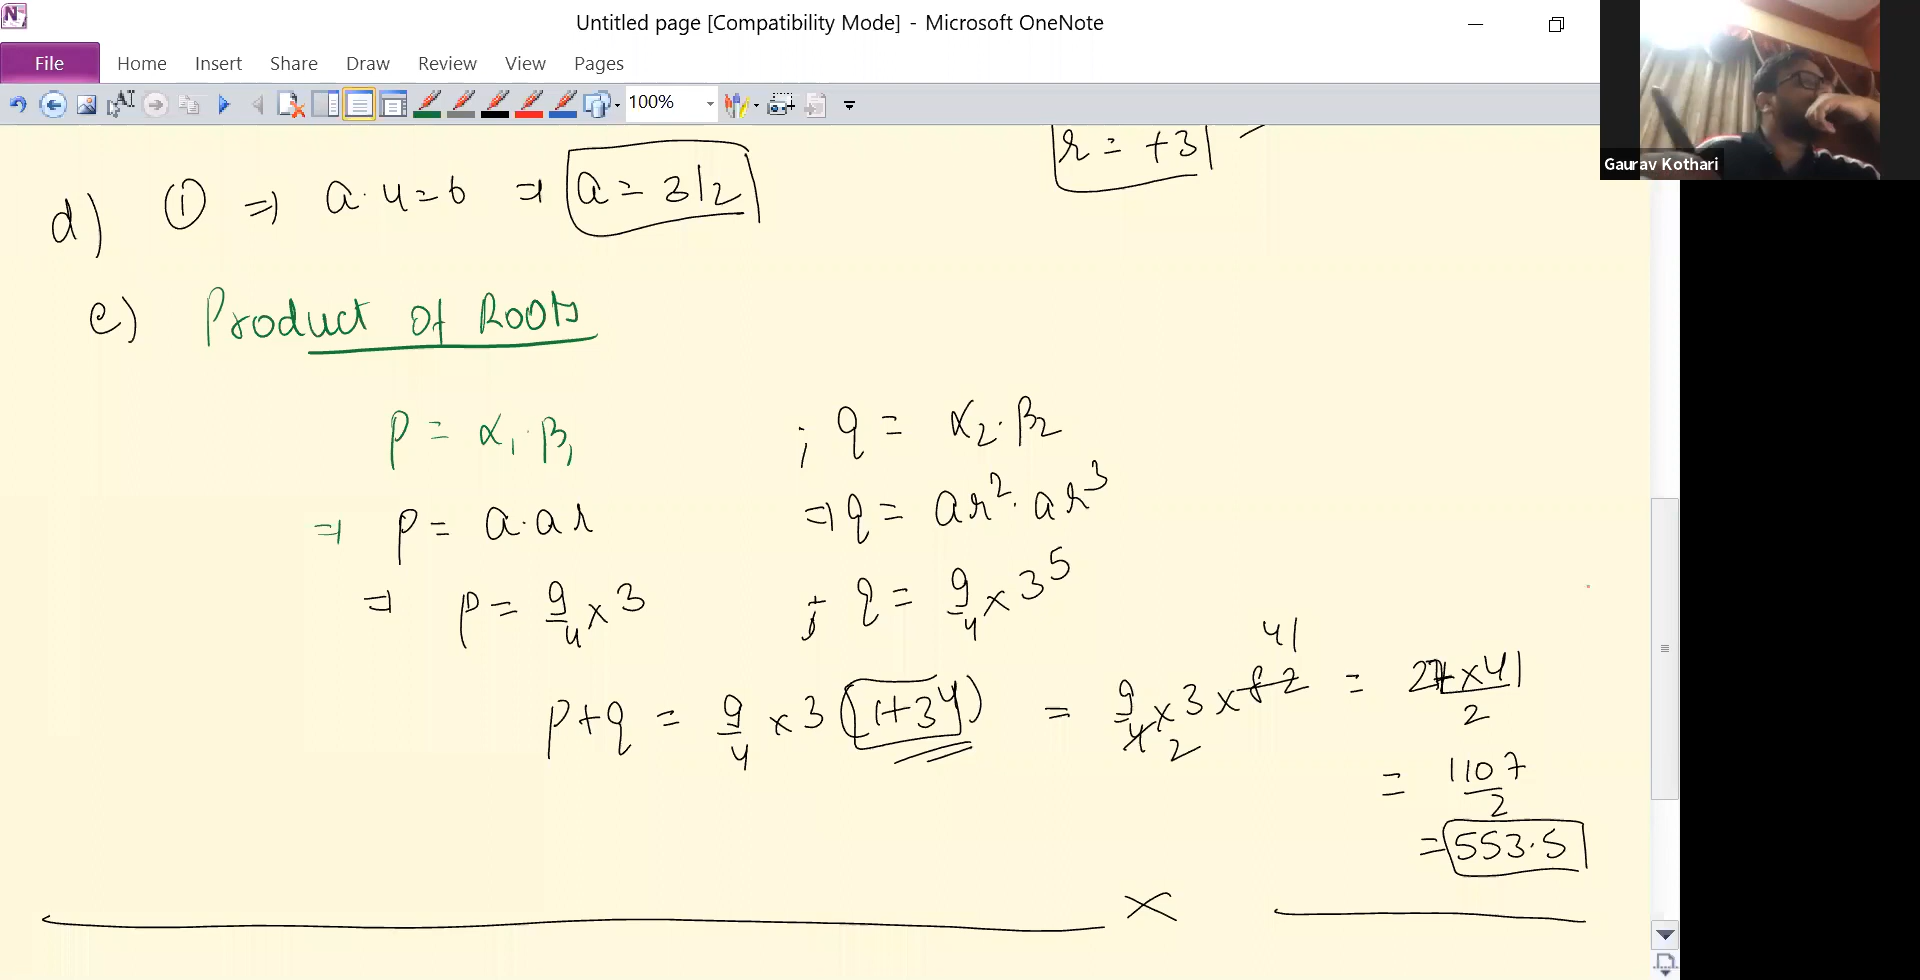 Untitled page [Compatibility Mode] - Microsoft OneNote
File Home Insert Share Draw Review View Pages
100%
Gaurav Kothari
r = +3
d) ① ⇒ a·4=6 ⇒ a = 3/2
e) Product of Roots
p = α₁·β₁ ; q = α₂·β₂
⇒ p = a·ar ⇒ q = ar²·ar³
⇒ p = 9/4 × 3 ; q = 9/4 × 3⁵
41
p+q = 9/4 × 3 (1+3⁴) = 9/4 × 3 × 82 = 27×41/2
2
= 1107/2
= 553.5
×